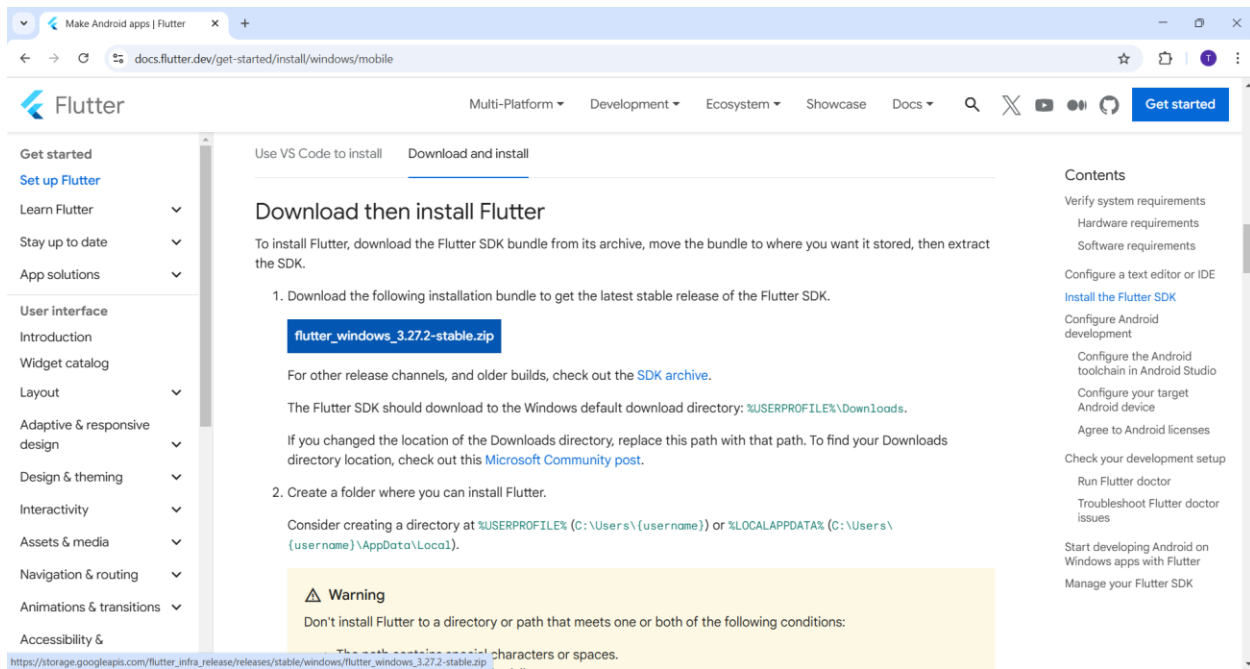 Make Android apps | Flutter
docs.flutter.dev/get-started/install/windows/mobile
T
Flutter
Multi-Platform
Development
Ecosystem
Showcase
Docs
Get started
Get started
Set up Flutter
Learn Flutter
Stay up to date
App solutions
User interface
Introduction
Widget catalog
Layout
Adaptive & responsive
design
Design & theming
Interactivity
Assets & media
Navigation & routing
Animations & transitions
Accessibility &
Use VS Code to install
Download and install
Download then install Flutter
To install Flutter, download the Flutter SDK bundle from its archive, move the bundle to where you want it stored, then extract
the SDK.
1. Download the following installation bundle to get the latest stable release of the Flutter SDK.
flutter_windows_3.27.2-stable.zip
For other release channels, and older builds, check out the SDK archive.
The Flutter SDK should download to the Windows default download directory: %USERPROFILE%\Downloads.
If you changed the location of the Downloads directory, replace this path with that path. To find your Downloads
directory location, check out this Microsoft Community post.
2. Create a folder where you can install Flutter.
Consider creating a directory at %USERPROFILE% (C:\Users\{username}) or %LOCALAPPDATA% (C:\Users\
{username}\AppData\Local).
Warning
Don't install Flutter to a directory or path that meets one or both of the following conditions:
The path contains special characters or spaces.
Contents
Verify system requirements
Hardware requirements
Software requirements
Configure a text editor or IDE
Install the Flutter SDK
Configure Android
development
Configure the Android
toolchain in Android Studio
Configure your target
Android device
Agree to Android licenses
Check your development setup
Run Flutter doctor
Troubleshoot Flutter doctor
issues
Start developing Android on
Windows apps with Flutter
Manage your Flutter SDK
https://storage.googleapis.com/flutter_infra_release/releases/stable/windows/flutter_windows_3.27.2-stable.zip